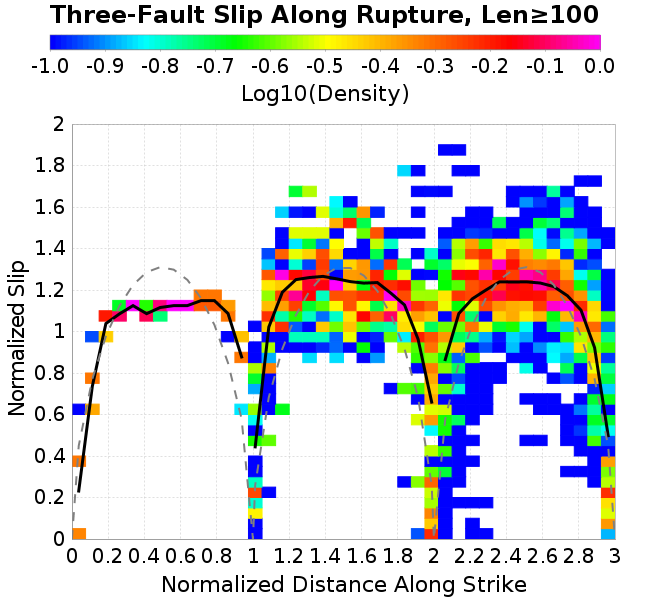 Three-Fault Slip Along Rupture, Len≥100
-1.0 -0.9 -0.8 -0.7 -0.6 -0.5 -0.4 -0.3 -0.2 -0.1 0.0
Log10(Density)
2
1.8
1.6
1.4
1.2
1
0.8
0.6
0.4
0.2
0
Normalized Slip
0 0.2 0.4 0.6 0.8 1 1.2 1.4 1.6 1.8 2 2.2 2.4 2.6 2.8 3
Normalized Distance Along Strike